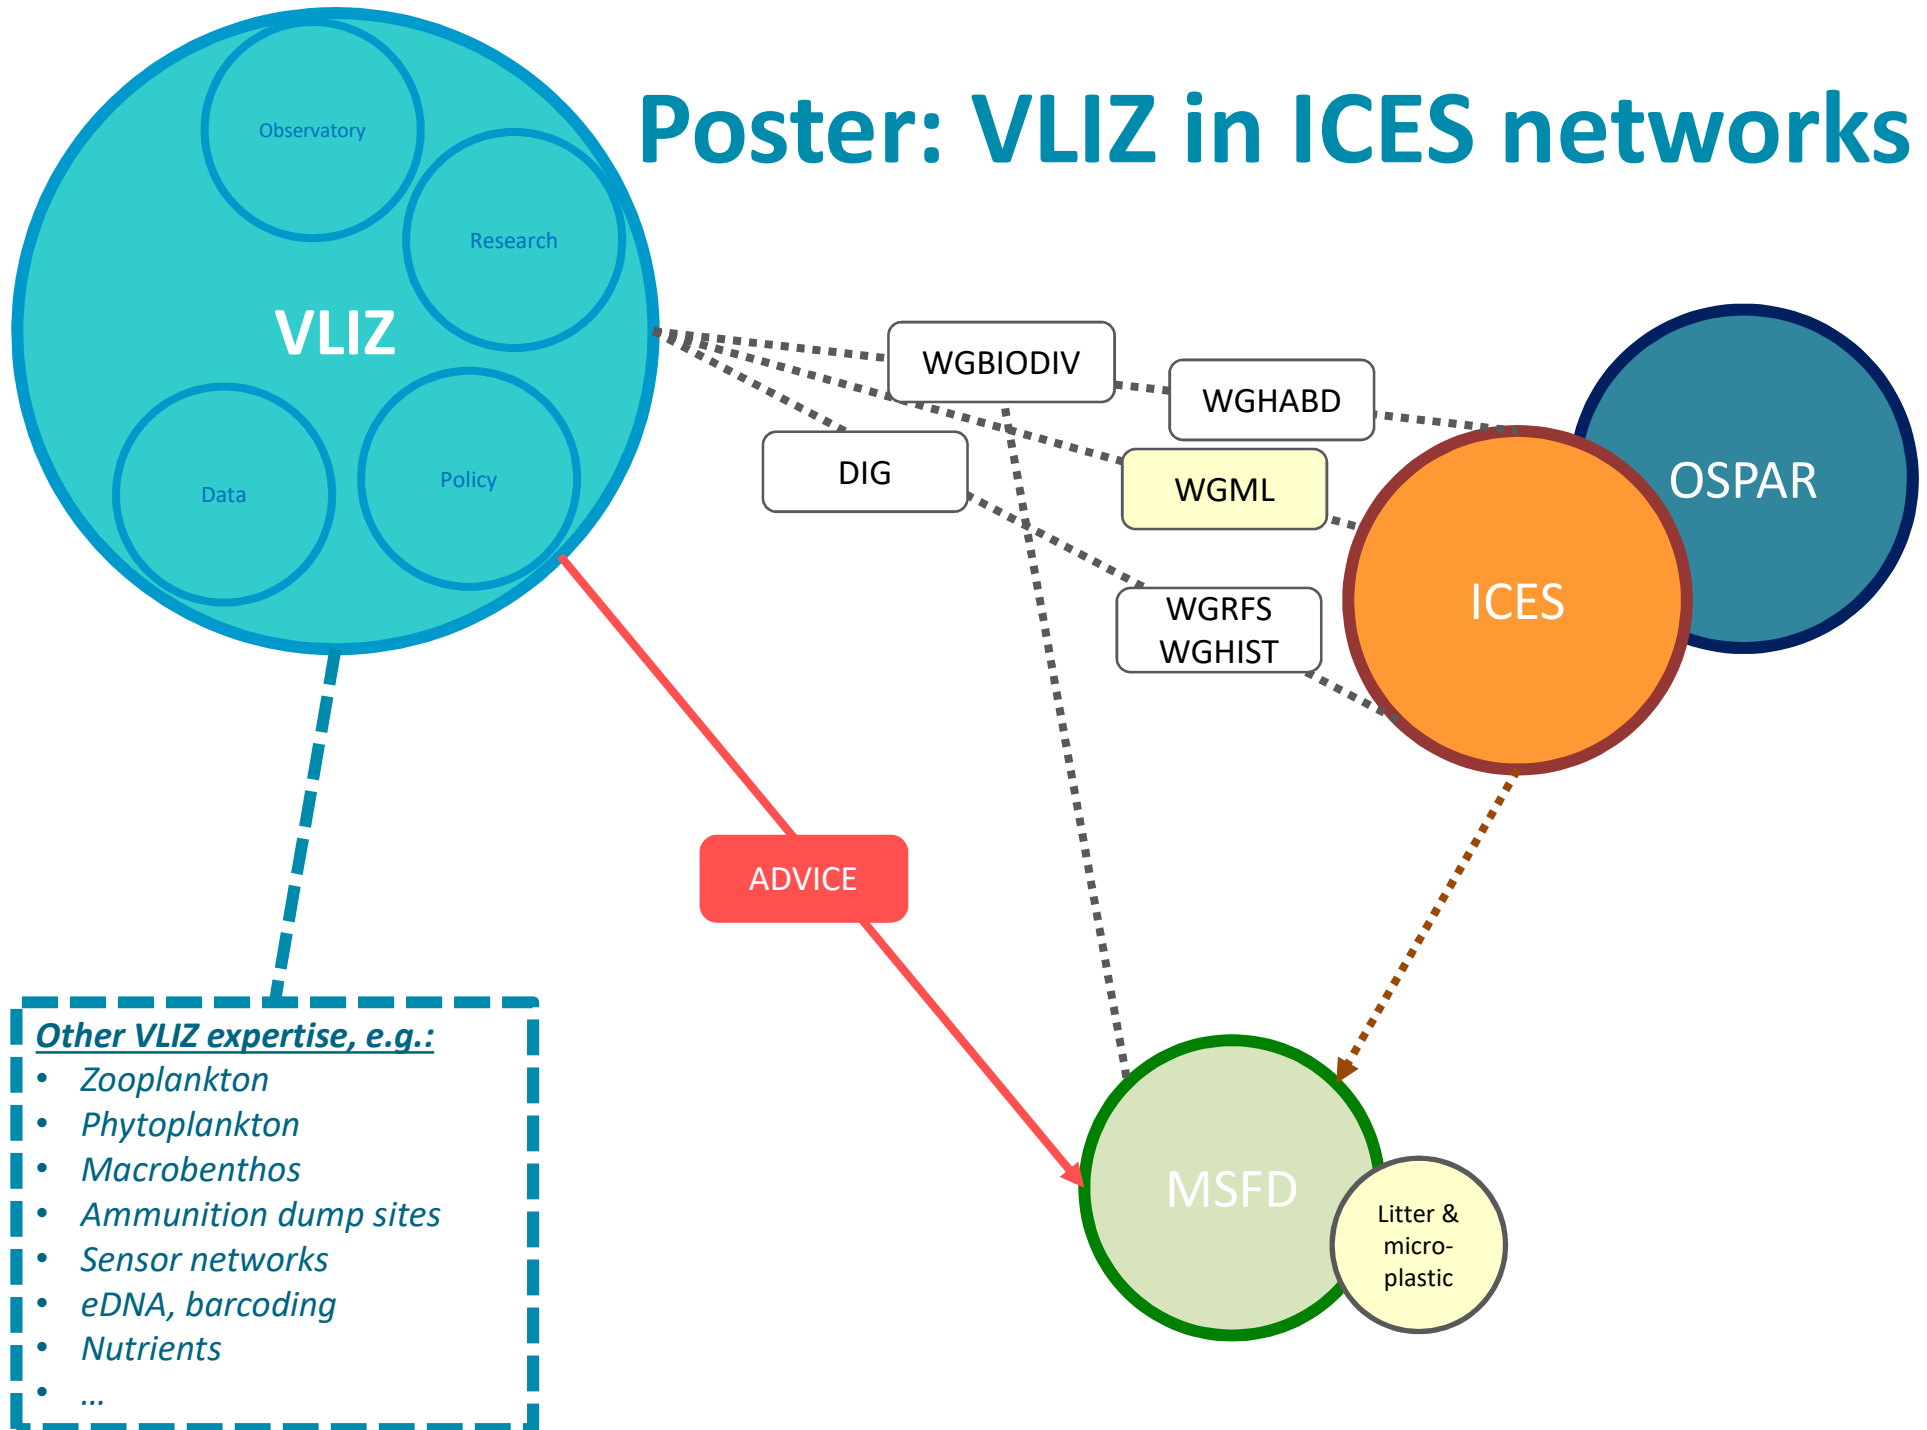 Poster: VLIZ in ICES networks
Observatory
Research
VLIZ
Data
Policy
WGBIODIV
WGHABD
DIG
WGML
WGRFS
WGHIST
OSPAR
ICES
ADVICE
MSFD
Litter &
micro-
plastic
Other VLIZ expertise, e.g.:
• Zooplankton
• Phytoplankton
• Macrobenthos
• Ammunition dump sites
• Sensor networks
• eDNA, barcoding
• Nutrients
• ...